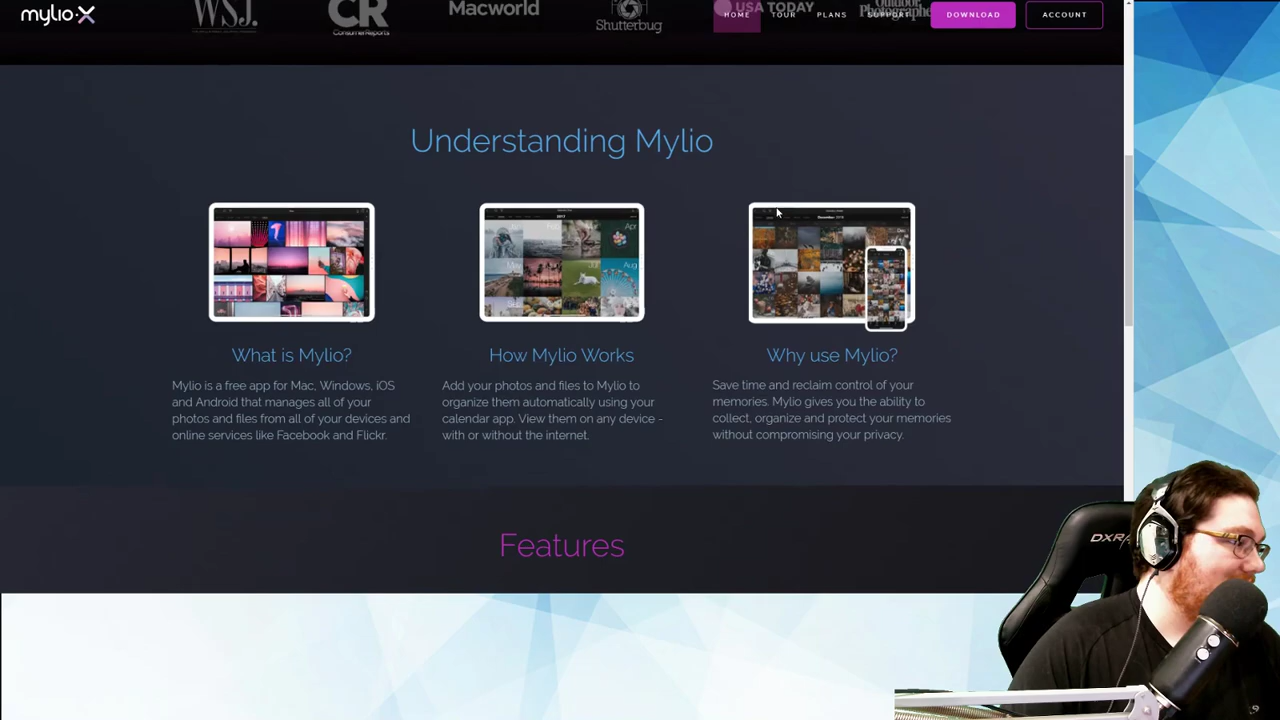 mylio X
WSJ.
CR
ConsumerReports
Macworld
Shutterbug
USA TODAY
Outdoor
Photographer
HOME
TOUR
PLANS
SUPPORT
DOWNLOAD
ACCOUNT
Understanding Mylio
What is Mylio?
Mylio is a free app for Mac, Windows, iOS
and Android that manages all of your
photos and files from all of your devices and
online services like Facebook and Flickr.
How Mylio Works
Add your photos and files to Mylio to
organize them automatically using your
calendar app. View them on any device -
with or without the internet.
Why use Mylio?
Save time and reclaim control of your
memories. Mylio gives you the ability to
collect, organize and protect your memories
without compromising your privacy.
Features
DXRA